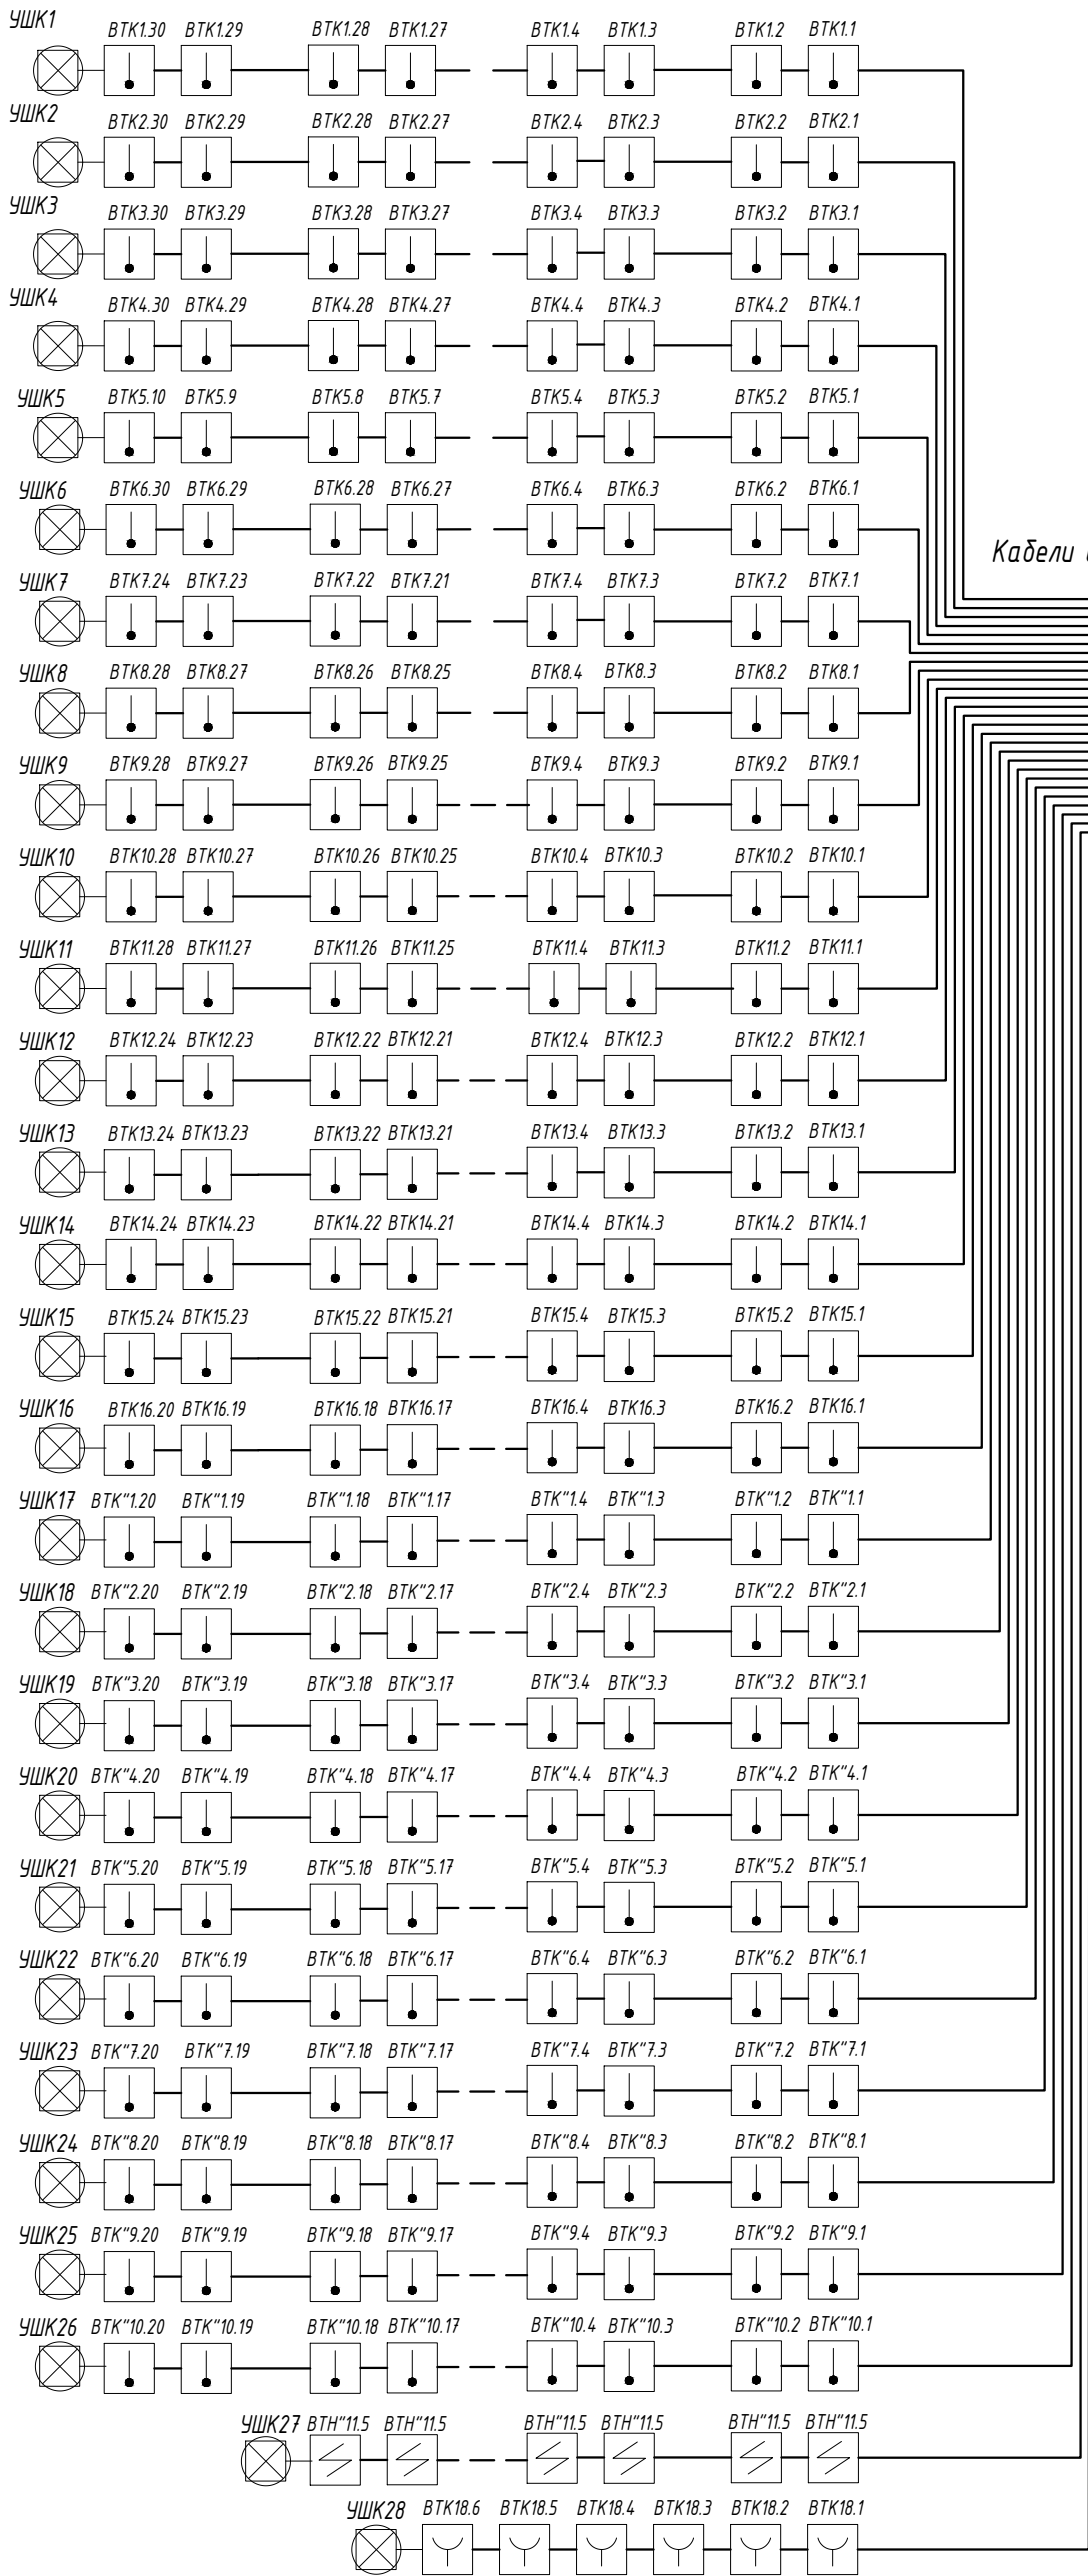 УШК1 ВТК1.30 ВТК1.29 ВТК1.28 ВТК1.27 ВТК1.4 ВТК1.3 ВТК1.2 ВТК1.1
УШК2 ВТК2.30 ВТК2.29 ВТК2.28 ВТК2.27 ВТК2.4 ВТК2.3 ВТК2.2 ВТК2.1
УШК3 ВТК3.30 ВТК3.29 ВТК3.28 ВТК3.27 ВТК3.4 ВТК3.3 ВТК3.2 ВТК3.1
УШК4 ВТК4.30 ВТК4.29 ВТК4.28 ВТК4.27 ВТК4.4 ВТК4.3 ВТК4.2 ВТК4.1
УШК5 ВТК5.10 ВТК5.9 ВТК5.8 ВТК5.7 ВТК5.4 ВТК5.3 ВТК5.2 ВТК5.1
УШК6 ВТК6.30 ВТК6.29 ВТК6.28 ВТК6.27 ВТК6.4 ВТК6.3 ВТК6.2 ВТК6.1
Кабели
УШК7 ВТК7.24 ВТК7.23 ВТК7.22 ВТК7.21 ВТК7.4 ВТК7.3 ВТК7.2 ВТК7.1
УШК8 ВТК8.28 ВТК8.27 ВТК8.26 ВТК8.25 ВТК8.4 ВТК8.3 ВТК8.2 ВТК8.1
УШК9 ВТК9.28 ВТК9.27 ВТК9.26 ВТК9.25 ВТК9.4 ВТК9.3 ВТК9.2 ВТК9.1
УШК10 ВТК10.28 ВТК10.27 ВТК10.26 ВТК10.25 ВТК10.4 ВТК10.3 ВТК10.2 ВТК10.1
УШК11 ВТК11.28 ВТК11.27 ВТК11.26 ВТК11.25 ВТК11.4 ВТК11.3 ВТК11.2 ВТК11.1
УШК12 ВТК12.24 ВТК12.23 ВТК12.22 ВТК12.21 ВТК12.4 ВТК12.3 ВТК12.2 ВТК12.1
УШК13 ВТК13.24 ВТК13.23 ВТК13.22 ВТК13.21 ВТК13.4 ВТК13.3 ВТК13.2 ВТК13.1
УШК14 ВТК14.24 ВТК14.23 ВТК14.22 ВТК14.21 ВТК14.4 ВТК14.3 ВТК14.2 ВТК14.1
УШК15 ВТК15.24 ВТК15.23 ВТК15.22 ВТК15.21 ВТК15.4 ВТК15.3 ВТК15.2 ВТК15.1
УШК16 ВТК16.20 ВТК16.19 ВТК16.18 ВТК16.17 ВТК16.4 ВТК16.3 ВТК16.2 ВТК16.1
УШК17 ВТК"1.20 ВТК"1.19 ВТК"1.18 ВТК"1.17 ВТК"1.4 ВТК"1.3 ВТК"1.2 ВТК"1.1
УШК18 ВТК"2.20 ВТК"2.19 ВТК"2.18 ВТК"2.17 ВТК"2.4 ВТК"2.3 ВТК"2.2 ВТК"2.1
УШК19 ВТК"3.20 ВТК"3.19 ВТК"3.18 ВТК"3.17 ВТК"3.4 ВТК"3.3 ВТК"3.2 ВТК"3.1
УШК20 ВТК"4.20 ВТК"4.19 ВТК"4.18 ВТК"4.17 ВТК"4.4 ВТК"4.3 ВТК"4.2 ВТК"4.1
УШК21 ВТК"5.20 ВТК"5.19 ВТК"5.18 ВТК"5.17 ВТК"5.4 ВТК"5.3 ВТК"5.2 ВТК"5.1
УШК22 ВТК"6.20 ВТК"6.19 ВТК"6.18 ВТК"6.17 ВТК"6.4 ВТК"6.3 ВТК"6.2 ВТК"6.1
УШК23 ВТК"7.20 ВТК"7.19 ВТК"7.18 ВТК"7.17 ВТК"7.4 ВТК"7.3 ВТК"7.2 ВТК"7.1
УШК24 ВТК"8.20 ВТК"8.19 ВТК"8.18 ВТК"8.17 ВТК"8.4 ВТК"8.3 ВТК"8.2 ВТК"8.1
УШК25 ВТК"9.20 ВТК"9.19 ВТК"9.18 ВТК"9.17 ВТК"9.4 ВТК"9.3 ВТК"9.2 ВТК"9.1
УШК26 ВТК"10.20 ВТК"10.19 ВТК"10.18 ВТК"10.17 ВТК"10.4 ВТК"10.3 ВТК"10.2 ВТК"10.1
УШК27 ВТН"11.5 ВТН"11.5 ВТН"11.5 ВТН"11.5 ВТН"11.5 ВТН"11.5
УШК28 ВТК18.6 ВТК18.5 ВТК18.4 ВТК18.3 ВТК18.2 ВТК18.1